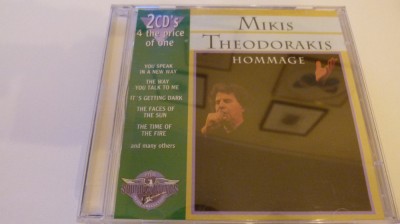 2CD's
4 the price
of one
YOU SPEAK
IN A NEW WAY
THE WAY
YOU TALK TO ME
IT'S GETTING DARK
THE FACES OF
THE SUN
THE TIME OF
THE FIRE
and many others
MIKIS
THEODORAKIS
HOMMAGE